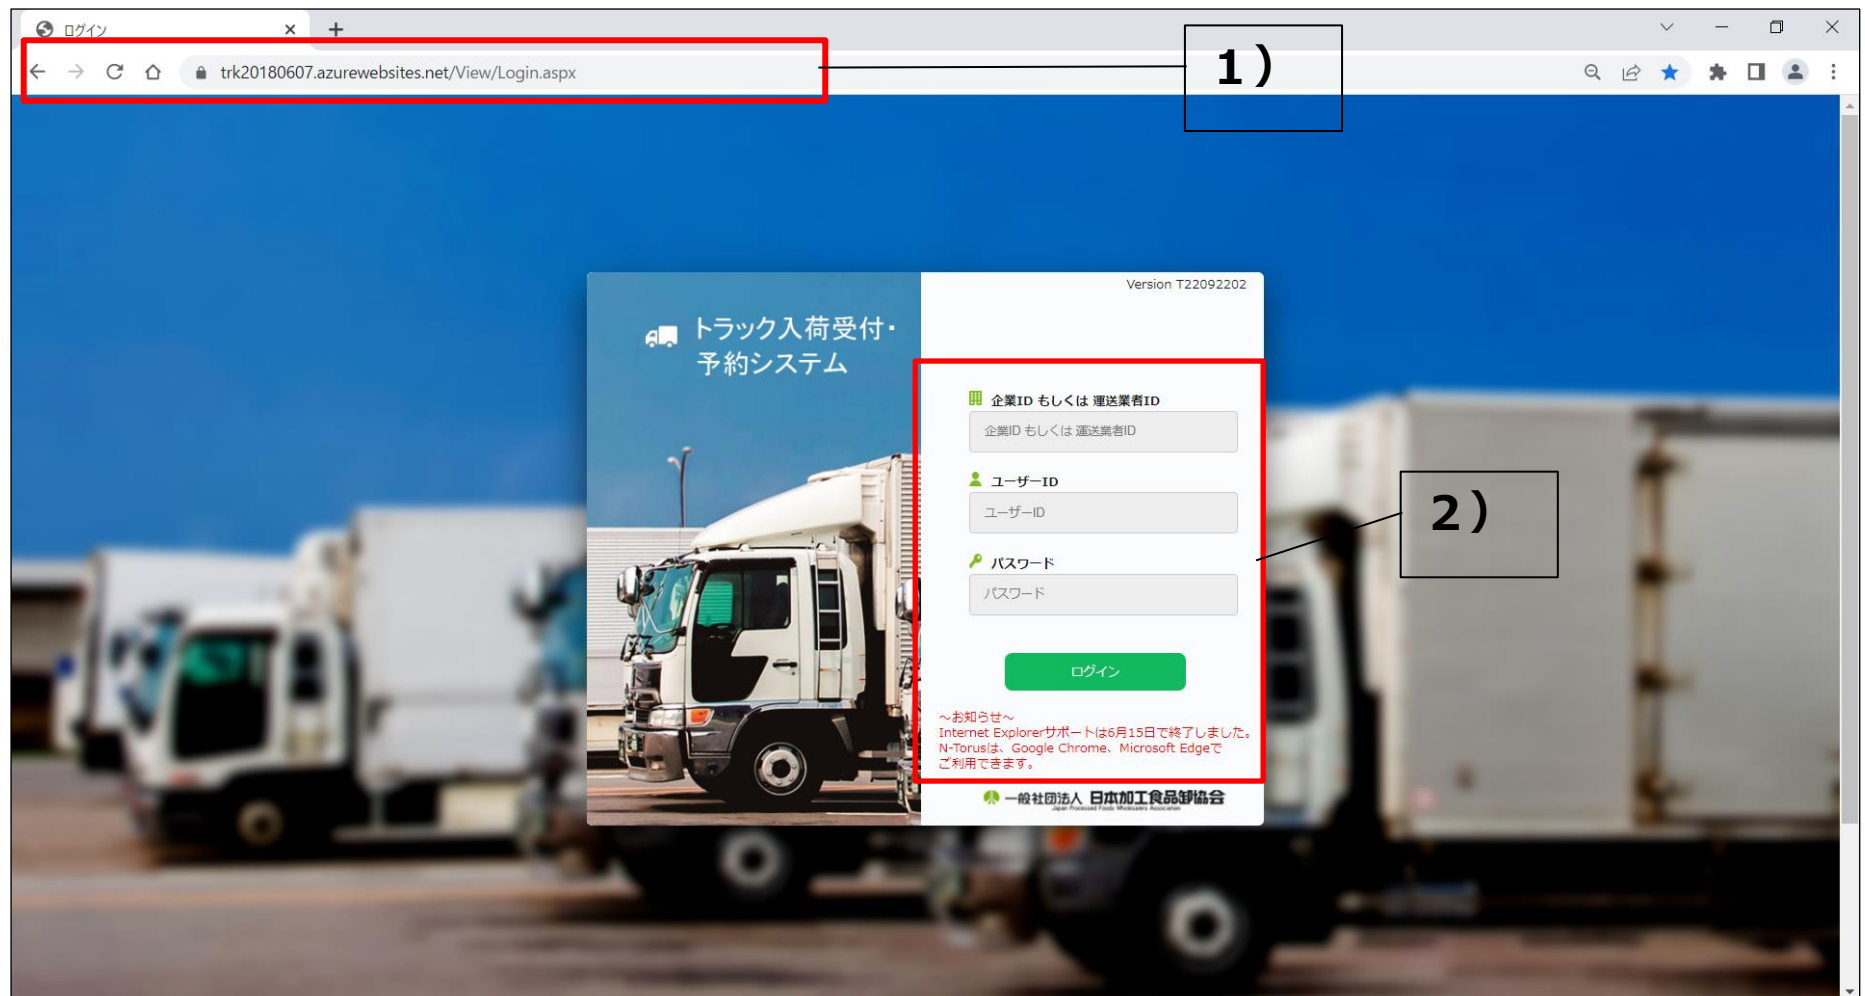 ログイン
trk20180607.azurewebsites.net/View/Login.aspx
1）
Version T22092202
トラック入荷受付・
予約システム
企業ID もしくは 運送業者ID
企業ID もしくは 運送業者ID
ユーザーID
ユーザーID
2）
パスワード
パスワード
ログイン
～お知らせ～
Internet Explorerサポートは6月15日で終了しました。
N-Torusは、Google Chrome、Microsoft Edgeで
ご利用できます。
一般社団法人 日本加工食品卸協会
Japan Processed Foods Wholesalers Association